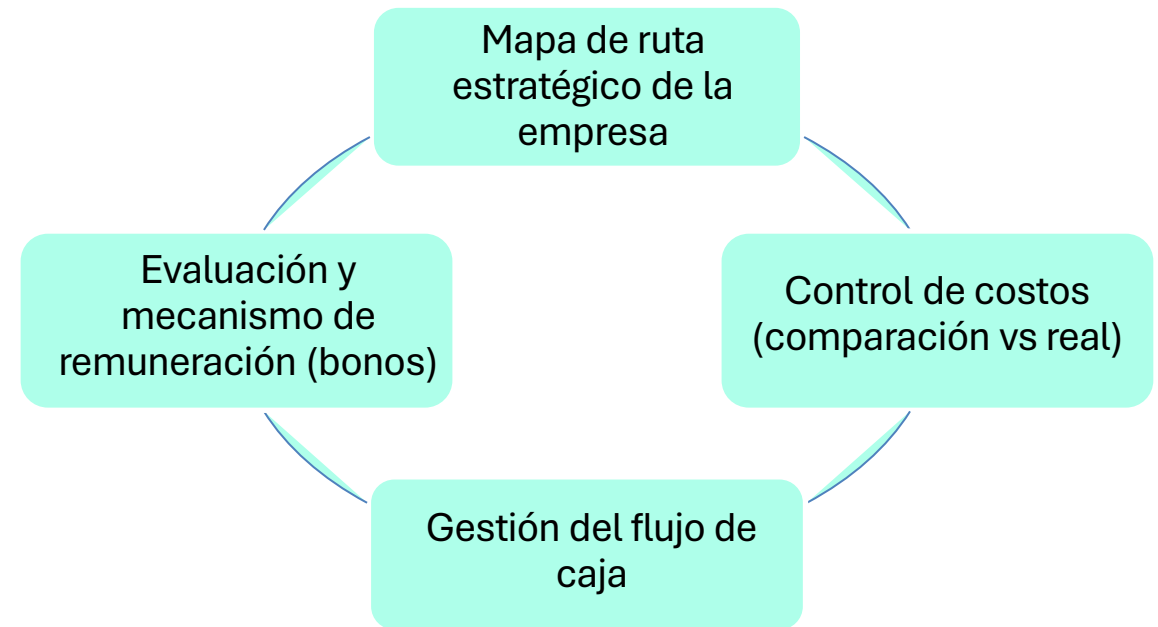 Mapa de ruta
estratégico de la
empresa
Evaluación y
mecanismo de
remuneración (bonos)
Control de costos
(comparación vs real)
Gestión del flujo de
caja